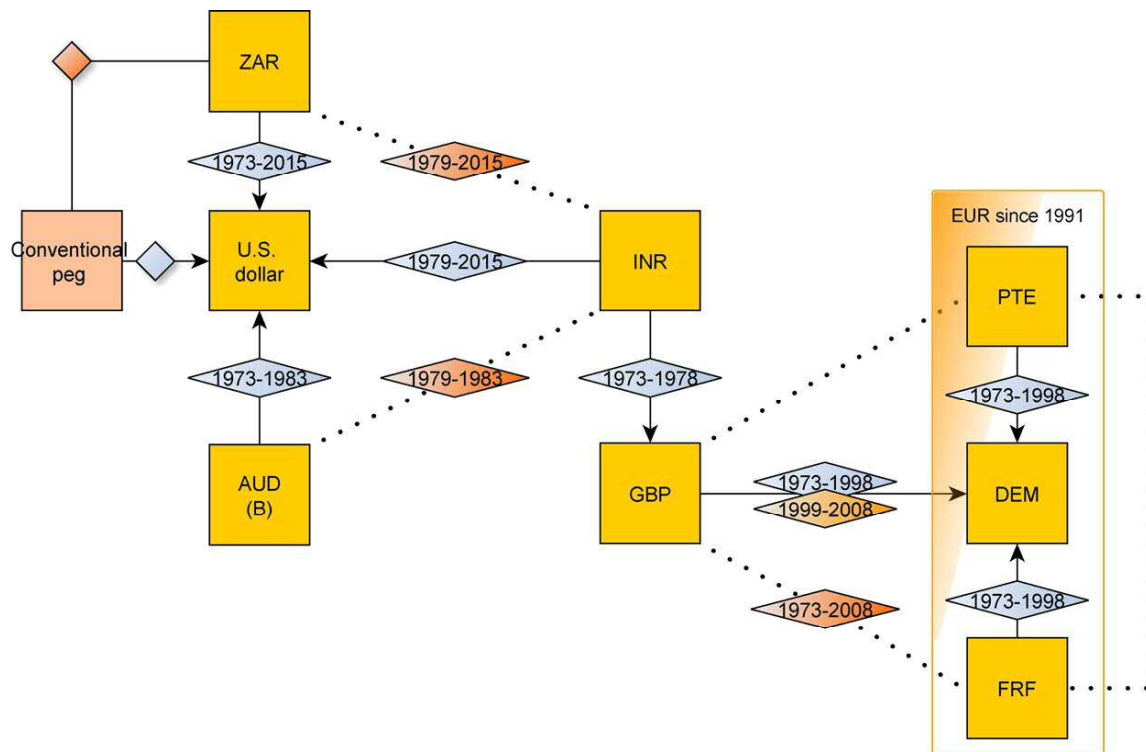 ZAR
1973-2015
1979-2015
Conventional
peg
U.S.
dollar
1979-2015
INR
EUR since 1991
PTE
1973-1983
1979-1983
1973-1978
1973-1998
AUD
(B)
GBP
1973-1998
1999-2008
DEM
1973-2008
1973-1998
FRF